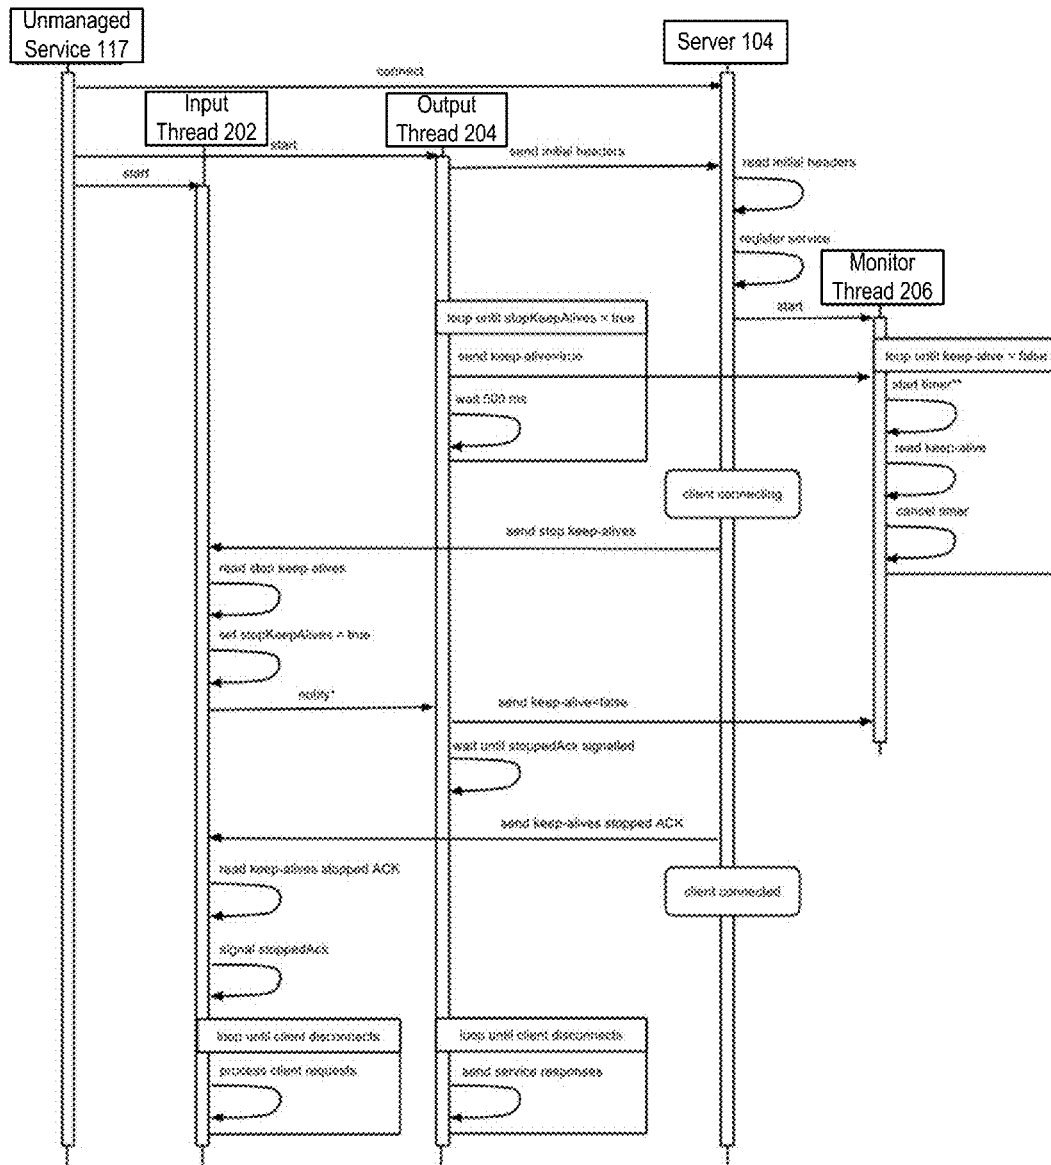 Unmanaged
Service 117
Server 104
connect
Input
Thread 202
Output
Thread 204
start
send initial headers
read initial headers
start
register service
Monitor
Thread 206
start
loop until stopKeepAlives = true
loop until keep-alive = false
send keep-alive=true
start timer**
wait 500 ms
read keep-alive
client connecting
cancel timer
send stop keep-alives
read stop keep-alives
set stopKeepAlives = true
notify*
send keep-alive=false
wait until stoppedAck signalled
send keep-alives stopped ACK
read keep-alives stopped ACK
client connected
signal stoppedAck
loop until client disconnects
loop until client disconnects
process client requests
send service responses